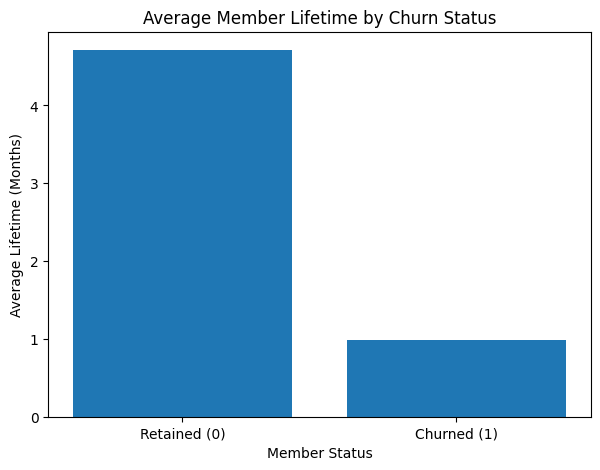 Average Member Lifetime by Churn Status
Average Lifetime (Months)
4
3
2
1
0
Retained (0)
Churned (1)
Member Status